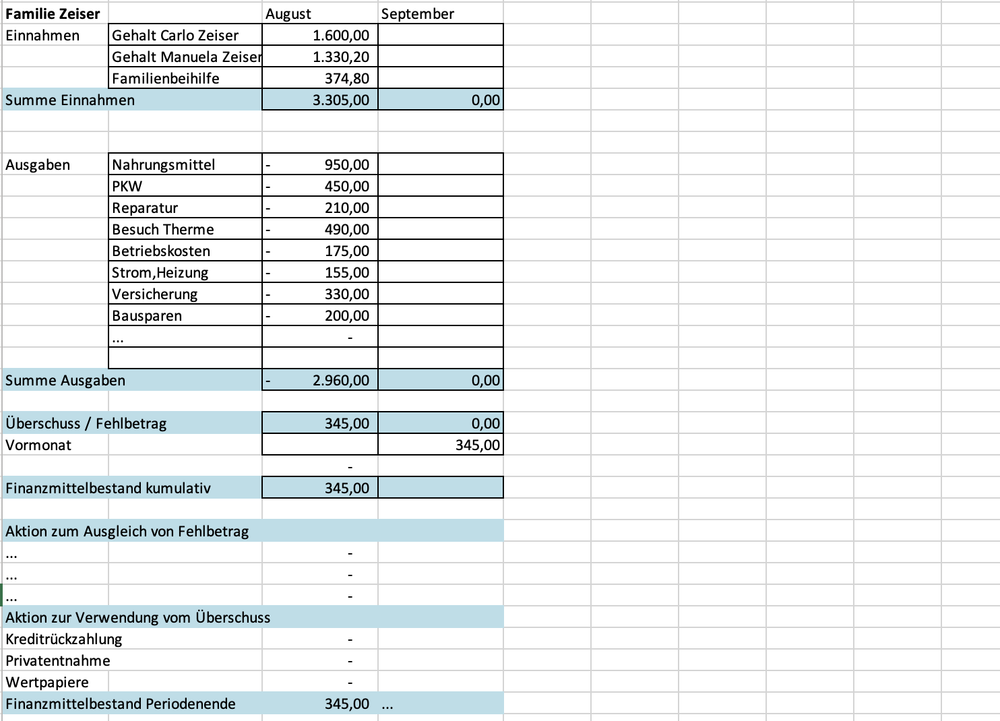 Familie Zeiser August September
Einnahmen Gehalt Carlo Zeiser 1.600,00
Gehalt Manuela Zeiser 1.330,20
Familienbeihilfe 374,80
Summe Einnahmen 3.305,00 0,00
Ausgaben Nahrungsmittel - 950,00
PKW - 450,00
Reparatur - 210,00
Besuch Therme - 490,00
Betriebskosten - 175,00
Strom,Heizung - 155,00
Versicherung - 330,00
Bausparen - 200,00
... -
Summe Ausgaben - 2.960,00 0,00
Überschuss / Fehlbetrag 345,00 0,00
Vormonat 345,00
-
Finanzmittelbestand kumulativ 345,00
Aktion zum Ausgleich von Fehlbetrag
... -
... -
... -
Aktion zur Verwendung vom Überschuss
Kreditrückzahlung -
Privatentnahme -
Wertpapiere -
Finanzmittelbestand Periodenende 345,00 ...